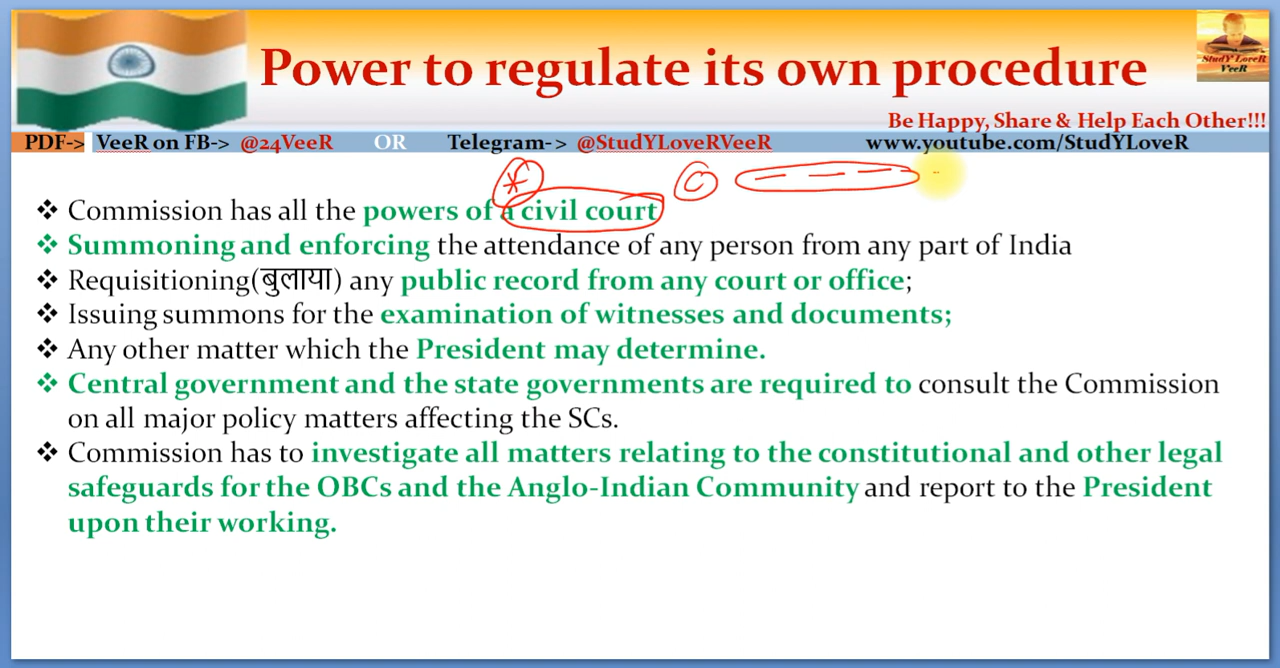 Power to regulate its own procedure
StudY LoveR
VeeR
Be Happy, Share & Help Each Other!!!
PDF-> VeeR on FB-> @24VeeR OR Telegram-> @StudYLoveRVeeR www.youtube.com/StudYLoveR
❖ Commission has all the powers of a civil court
❖ Summoning and enforcing the attendance of any person from any part of India
❖ Requisitioning(बुलाया) any public record from any court or office;
❖ Issuing summons for the examination of witnesses and documents;
❖ Any other matter which the President may determine.
❖ Central government and the state governments are required to consult the Commission
on all major policy matters affecting the SCs.
❖ Commission has to investigate all matters relating to the constitutional and other legal
safeguards for the OBCs and the Anglo-Indian Community and report to the President
upon their working.